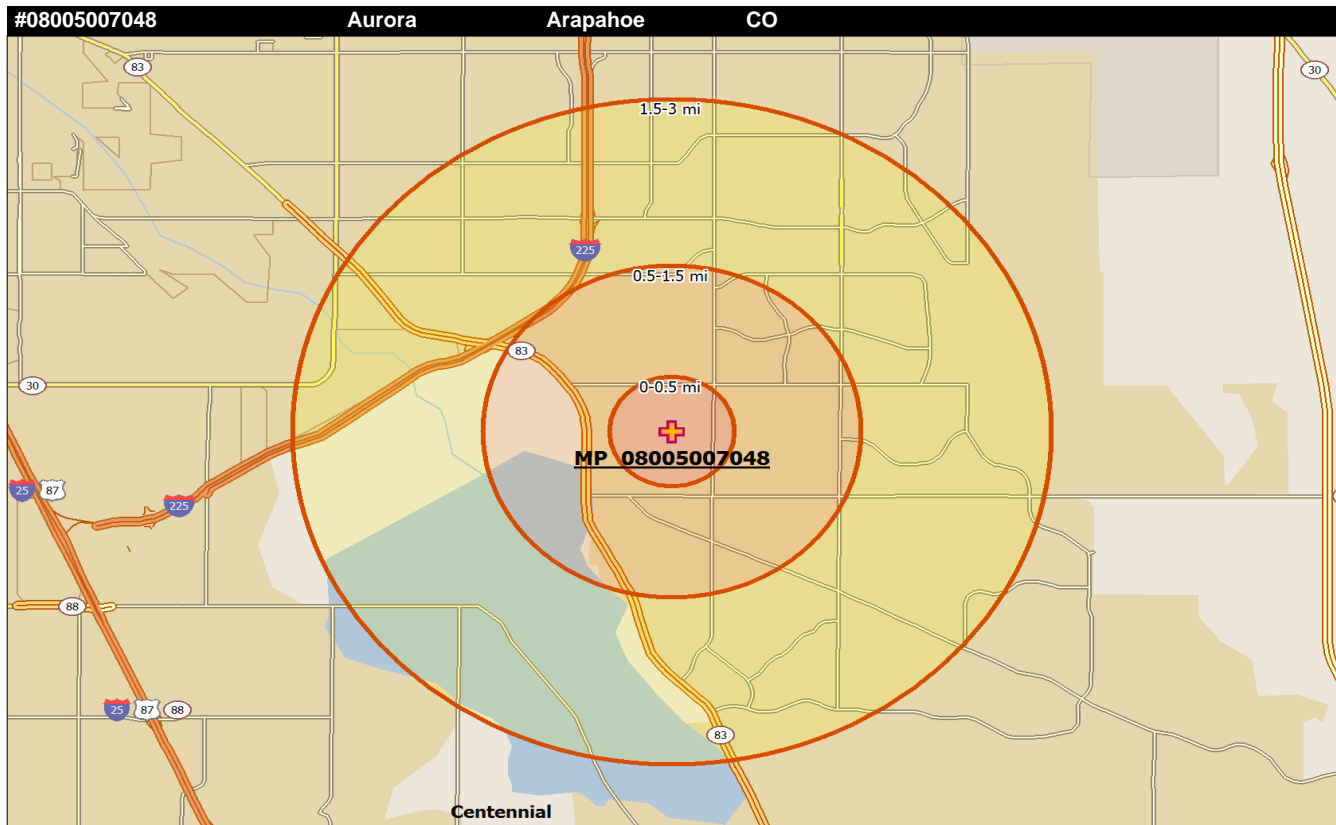 #08005007048 Aurora Arapahoe CO
83
30
1.5-3 mi
225
0.5-1.5 mi
83
30
0-0.5 mi
MP 08005007048
25 87
225
88
25 87 88
83
Centennial